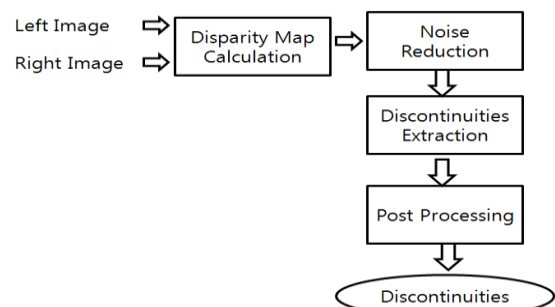 Left Image
Right Image
Disparity Map
Calculation
Noise
Reduction
Discontinuities
Extraction
Post Processing
Discontinuities